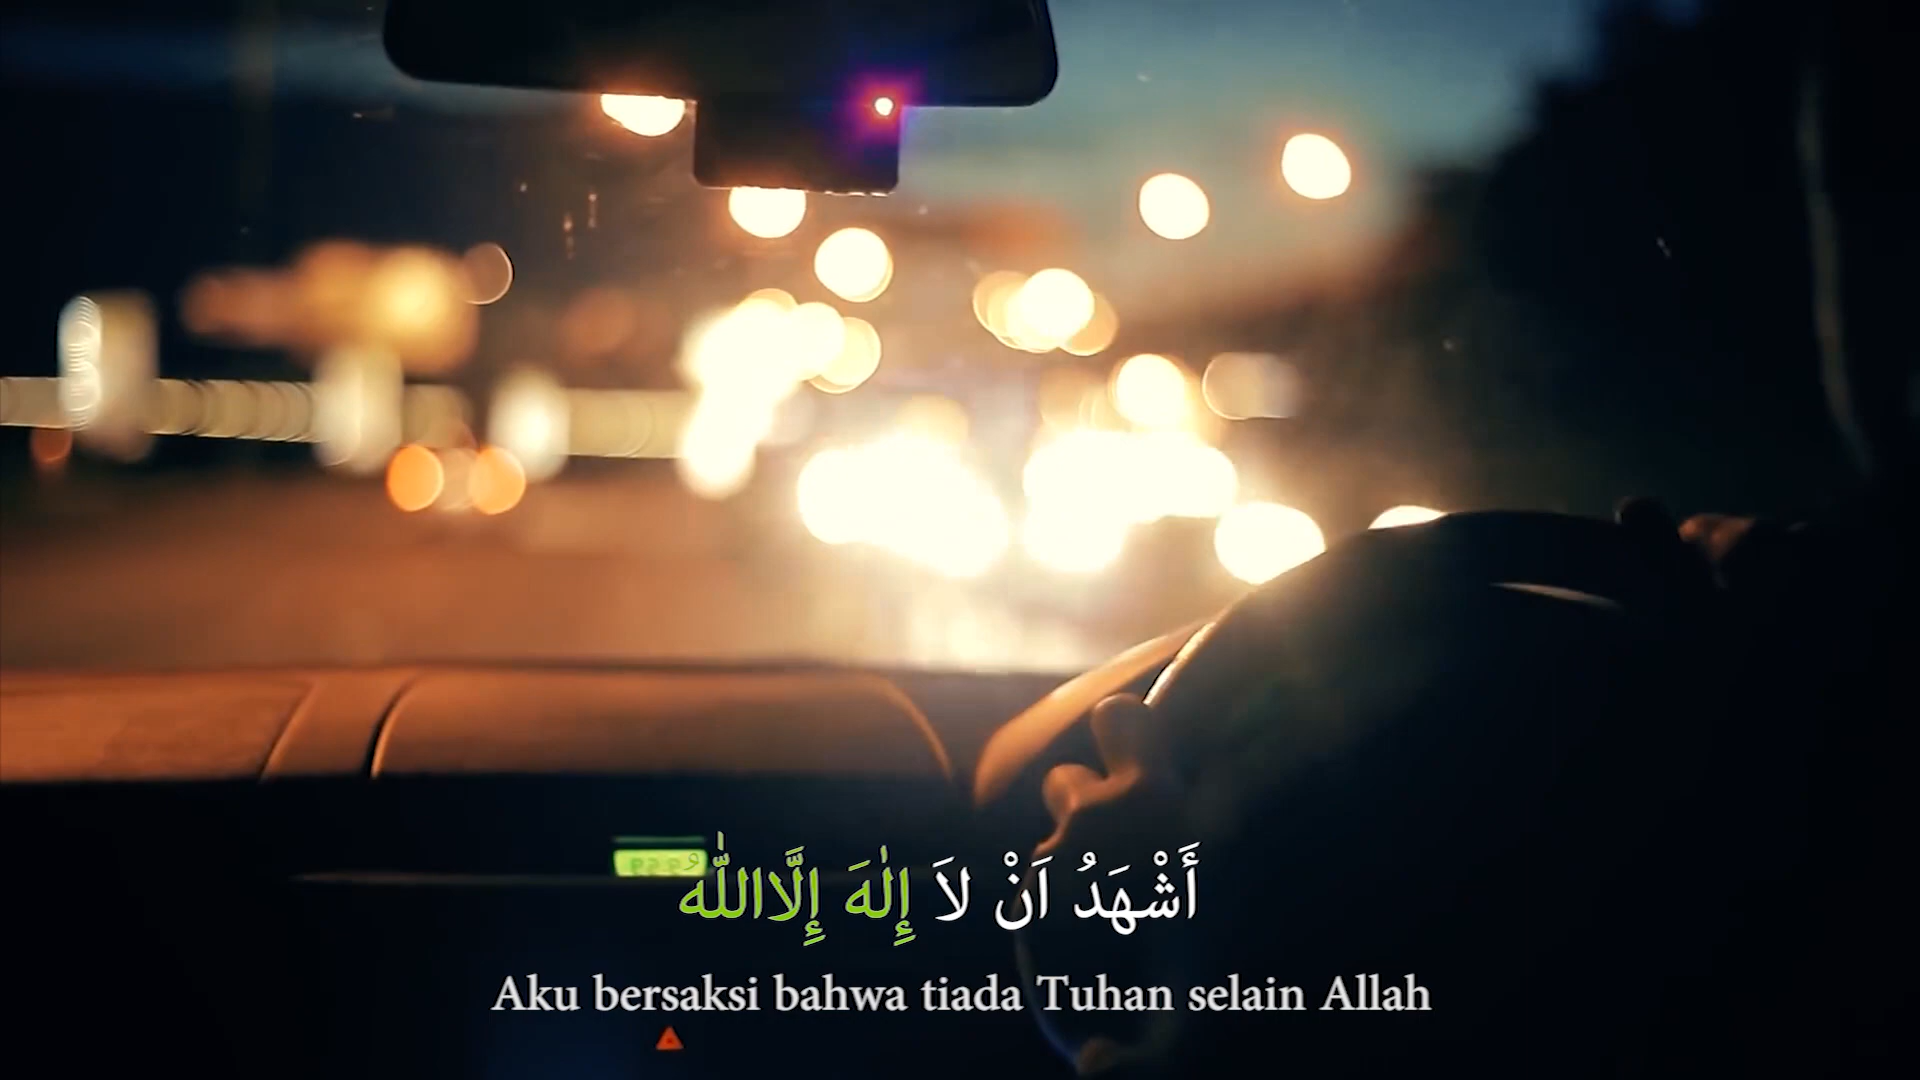 أَشْهَدُ اَنْ لاَ إِلٰهَ إِلَّااللّٰهُ
Aku bersaksi bahwa tiada Tuhan selain Allah